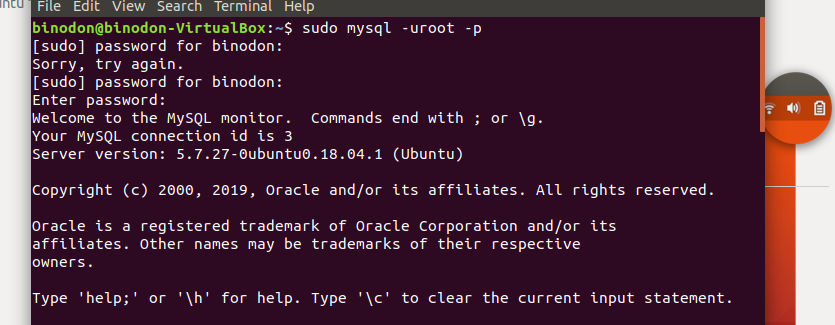 File Edit View Search Terminal Help
binodon@binodon-VirtualBox:~$ sudo mysql -uroot -p
[sudo] password for binodon:
Sorry, try again.
[sudo] password for binodon:
Enter password:
Welcome to the MySQL monitor.  Commands end with ; or \g.
Your MySQL connection id is 3
Server version: 5.7.27-0ubuntu0.18.04.1 (Ubuntu)
Copyright (c) 2000, 2019, Oracle and/or its affiliates. All rights reserved.
Oracle is a registered trademark of Oracle Corporation and/or its
affiliates. Other names may be trademarks of their respective
owners.
Type 'help;' or '\h' for help. Type '\c' to clear the current input statement.